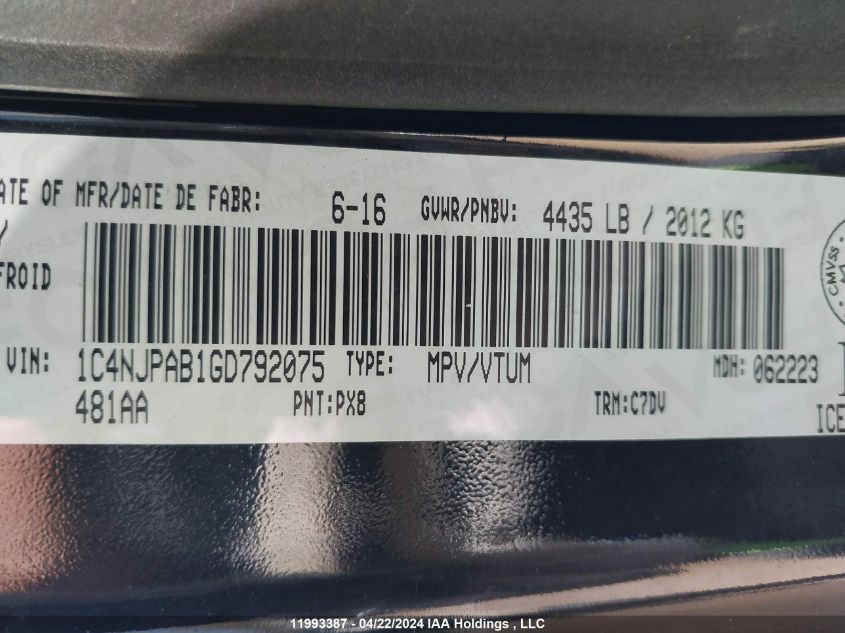 ATE OF MFR/DATE DE FABR: 6-16 GVWR/PNBV: 4435 LB / 2012 KG
FROID
CMVSS
VIN: 1C4NJPAB1GD792075 TYPE: MPV/VTUM MDH: 062223
481AA PNT:PX8 TRM:C7DV ICE
11993387 - 04/22/2024 IAA Holdings , LLC